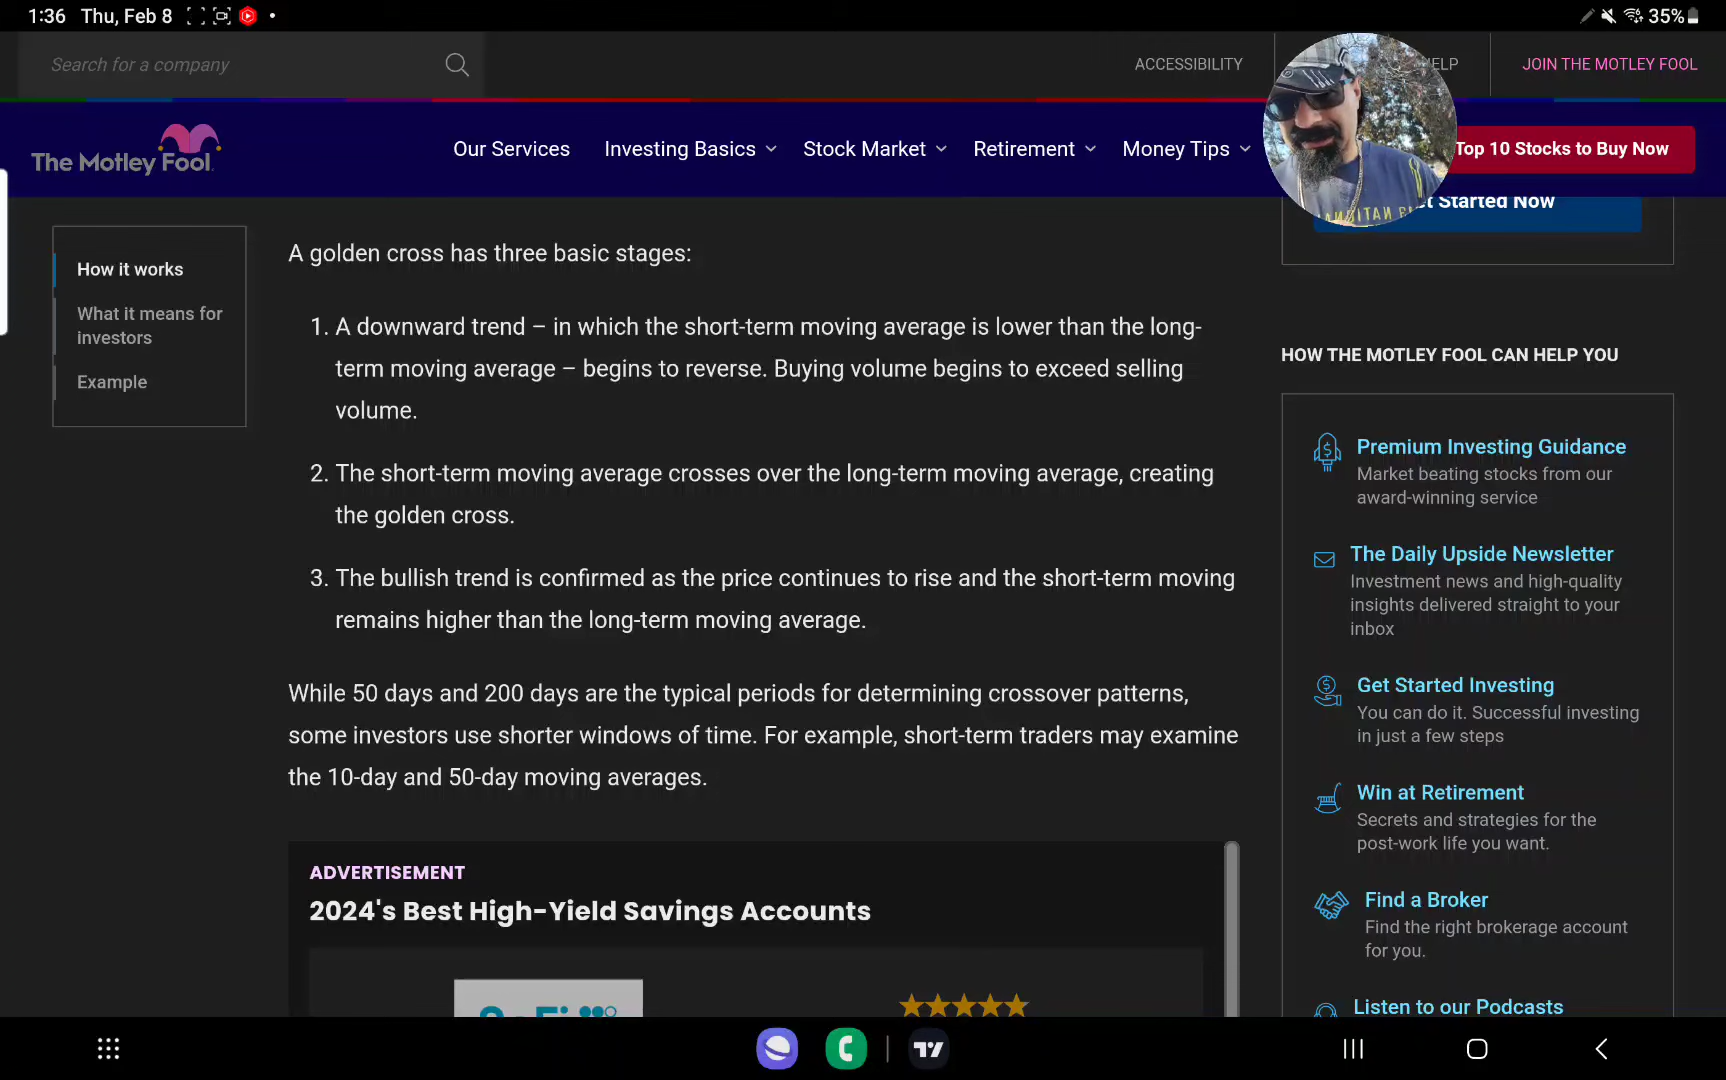 1:36 Thu, Feb 8
35%
Search for a company
ACCESSIBILITY
HELP
JOIN THE MOTLEY FOOL
The Motley Fool
Our Services
Investing Basics
Stock Market
Retirement
Money Tips
Top 10 Stocks to Buy Now
Started Now
How it works
What it means for
investors
Example
A golden cross has three basic stages:
1. A downward trend – in which the short-term moving average is lower than the long-
term moving average – begins to reverse. Buying volume begins to exceed selling
volume.
2. The short-term moving average crosses over the long-term moving average, creating
the golden cross.
3. The bullish trend is confirmed as the price continues to rise and the short-term moving
remains higher than the long-term moving average.
While 50 days and 200 days are the typical periods for determining crossover patterns,
some investors use shorter windows of time. For example, short-term traders may examine
the 10-day and 50-day moving averages.
ADVERTISEMENT
2024's Best High-Yield Savings Accounts
HOW THE MOTLEY FOOL CAN HELP YOU
Premium Investing Guidance
Market beating stocks from our
award-winning service
The Daily Upside Newsletter
Investment news and high-quality
insights delivered straight to your
inbox
Get Started Investing
You can do it. Successful investing
in just a few steps
Win at Retirement
Secrets and strategies for the
post-work life you want.
Find a Broker
Find the right brokerage account
for you.
Listen to our Podcasts